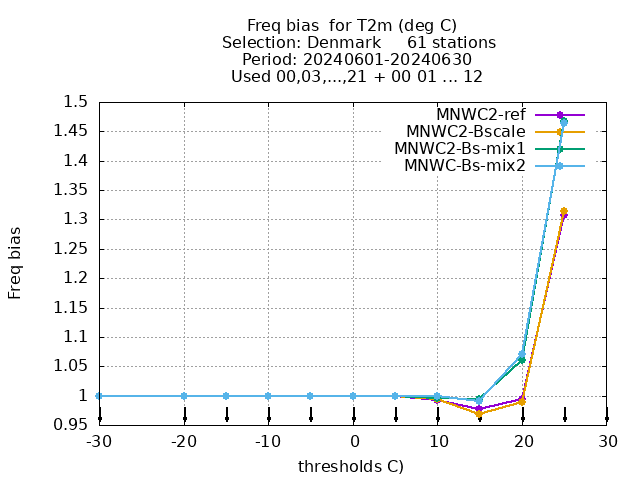 Freq bias  for T2m (deg C)
Selection: Denmark     61 stations
Period: 20240601-20240630
Used 00,03,...,21 + 00 01 ... 12
MNWC2-ref
MNWC2-Bscale
MNWC2-Bs-mix1
MNWC-Bs-mix2
1.5
1.45
1.4
1.35
1.3
1.25
1.2
1.15
1.1
1.05
1
0.95
Freq bias
-30 -20 -10 0 10 20 30
thresholds C)